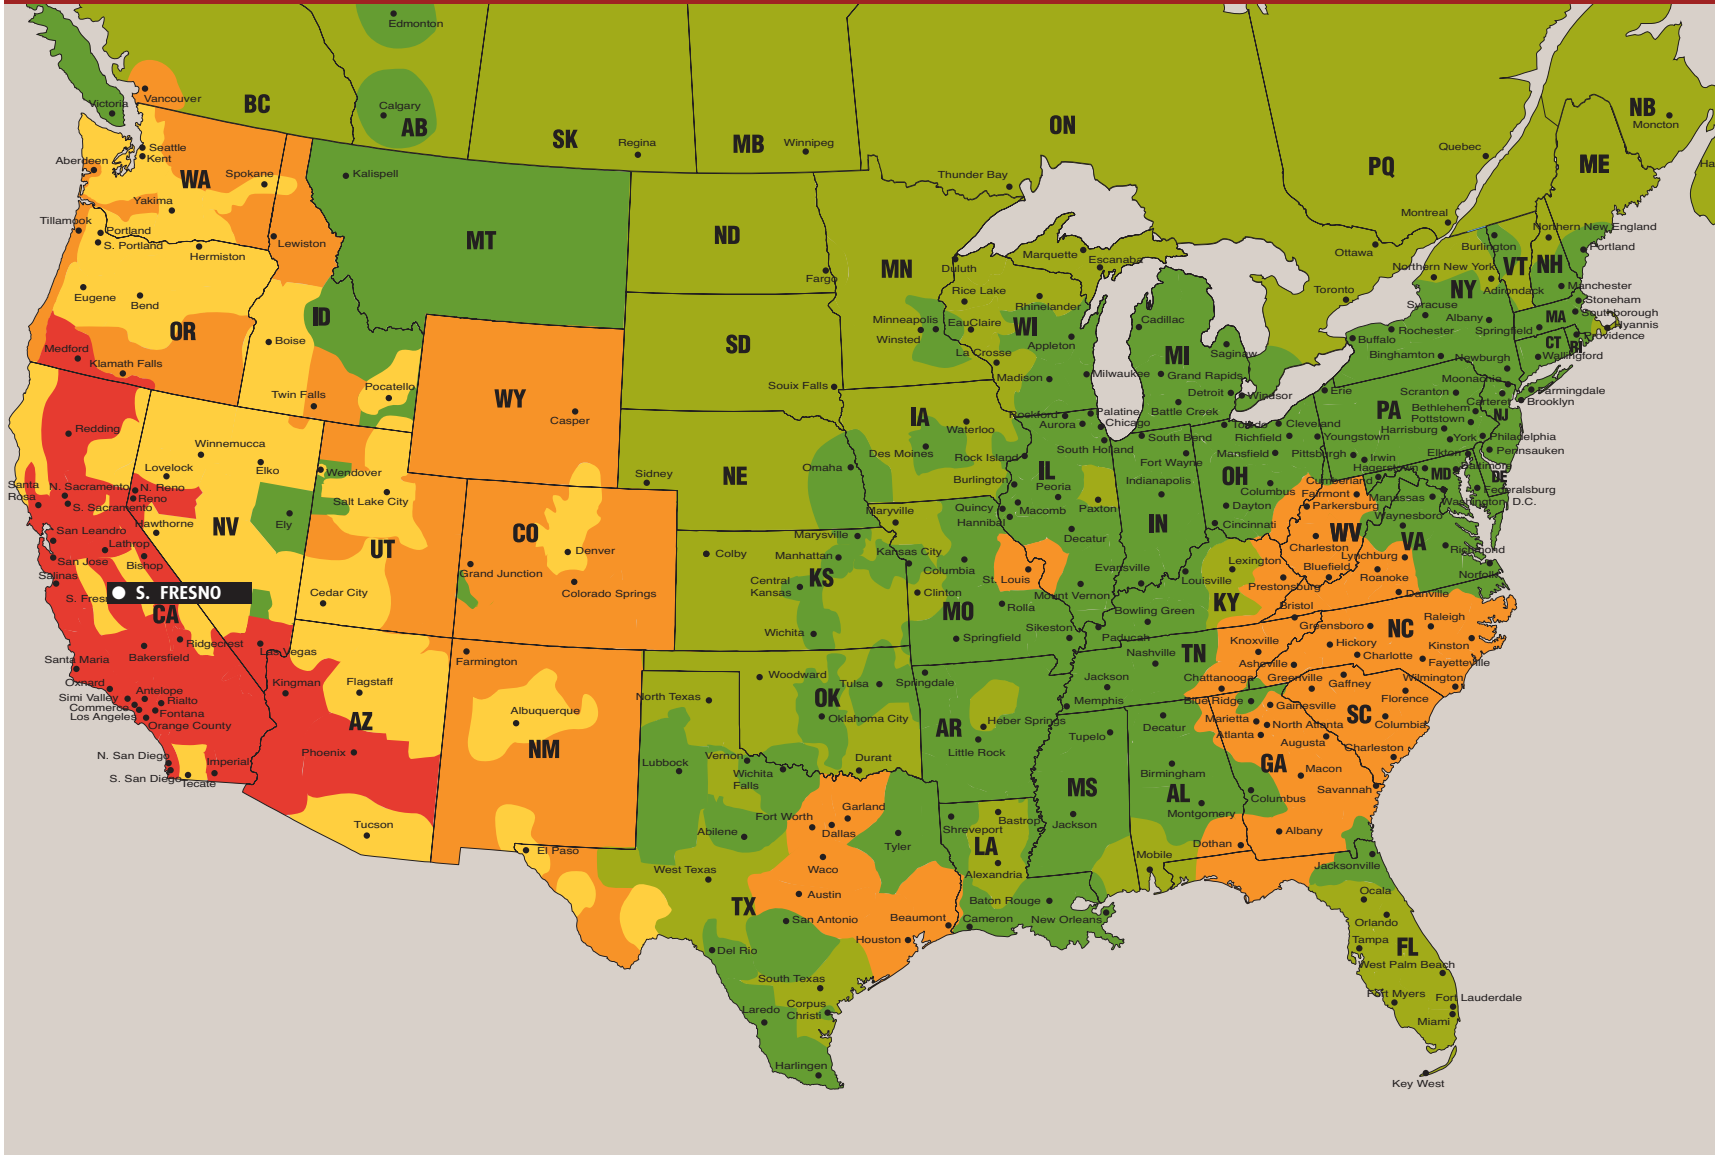 Edmonton
Vancouver
Victoria
BC
Calgary
AB
SK
Regina
MB
Winnipeg
ON
Thunder Bay
PQ
Quebec
Montreal
Ottawa
Toronto
NB
Moncton
Ha
ME
Seattle
Kent
Aberdeen
WA
Spokane
Yakima
Tillamook
Portland
S. Portland
Hermiston
Lewiston
Eugene
Bend
OR
Medford
Klamath Falls
ID
Boise
Twin Falls
Pocatello
Kalispell
MT
WY
Casper
ND
Fargo
SD
Souix Falls
NE
Sidney
Omaha
MN
Duluth
Minneapolis
Winsted
Marquette
Escanaba
Rice Lake
Rhinelander
EauClaire
WI
La Crosse
Appleton
Madison
Milwaukee
Cadillac
MI
Saginaw
Grand Rapids
Detroit
Windsor
Battle Creek
IA
Waterloo
Des Moines
Rockford
Aurora
Palatine
Chicago
South Holland
Rock Island
IL
Burlington
Peoria
Quincy
Macomb
Hannibal
Paxton
Decatur
Mount Vernon
South Bend
Fort Wayne
Indianapolis
IN
Evansville
Toledo
Cleveland
Richfield
Mansfield
Youngstown
OH
Columbus
Dayton
Cincinnati
Burlington
Northern New England
Portland
VT
NH
Northern New York
Adirondack
Manchester
NY
Syracuse
Albany
Stoneham
Southborough
MA
Hyannis
Springfield
Providence
Rochester
Buffalo
Binghamton
Newburgh
CT
RI
Wallingford
Moonachie
Farmingdale
Brooklyn
Carteret
Erie
PA
Scranton
Bethlehem
Pottstown
Harrisburg
NJ
York
Philadelphia
Pennsauken
Pittsburgh
Irwin
Elkton
Hagerstown
Baltimore
MD
DE
Cumberland
Federalsburg
Fairmont
Manassas
Washington, D.C.
Parkersburg
WV
Waynesboro
Charleston
Lynchburg
VA
Richmond
Bluefield
Roanoke
Norfolk
Danville
Lexington
Louisville
Prestonsburg
KY
Bowling Green
Paducah
Bristol
Knoxville
Nashville
TN
Jackson
Memphis
Chattanooga
Greensboro
Raleigh
NC
Hickory
Charlotte
Kinston
Fayetteville
Asheville
Wilmington
Greenville
Gaffney
Florence
SC
Columbia
Charleston
Blue Ridge
Gainesville
Marietta
North Atlanta
Atlanta
Augusta
GA
Macon
Savannah
Columbus
Albany
Dothan
Decatur
Birmingham
AL
Montgomery
Mobile
Tupelo
MS
Jackson
Jacksonville
Ocala
Orlando
Tampa
FL
West Palm Beach
Fort Myers
Fort Lauderdale
Miami
Key West
Redding
Santa
Rosa
N. Sacramento
S. Sacramento
San Leandro
Lathrop
San Jose
Salinas
Bishop
S. Fres
S. FRESNO
CA
Bakersfield
Ridgecrest
Santa Maria
Oxnard
Antelope
Simi Valley
Rialto
Commerce
Fontana
Los Angeles
Orange County
N. San Diego
Imperial
S. San Diego
Tecate
Winnemucca
Lovelock
Elko
N. Reno
Reno
Hawthorne
NV
Ely
Las Vegas
Wendover
Salt Lake City
UT
Cedar City
CO
Denver
Grand Junction
Colorado Springs
Kingman
Flagstaff
AZ
Phoenix
Tucson
Farmington
Albuquerque
NM
Colby
Marysville
Manhattan
Central
Kansas
KS
Wichita
Maryville
Kansas City
Columbia
St. Louis
Clinton
MO
Rolla
Springfield
Sikeston
Woodward
Tulsa
OK
Oklahoma City
Durant
Springdale
AR
Heber Springs
Little Rock
North Texas
Lubbock
Vernon
Wichita
Falls
Abilene
Fort Worth
Garland
Dallas
Tyler
Waco
El Paso
West Texas
TX
Austin
San Antonio
Beaumont
Houston
Del Rio
South Texas
Corpus
Christi
Laredo
Harlingen
Shreveport
Bastrop
LA
Alexandria
Baton Rouge
Cameron
New Orleans